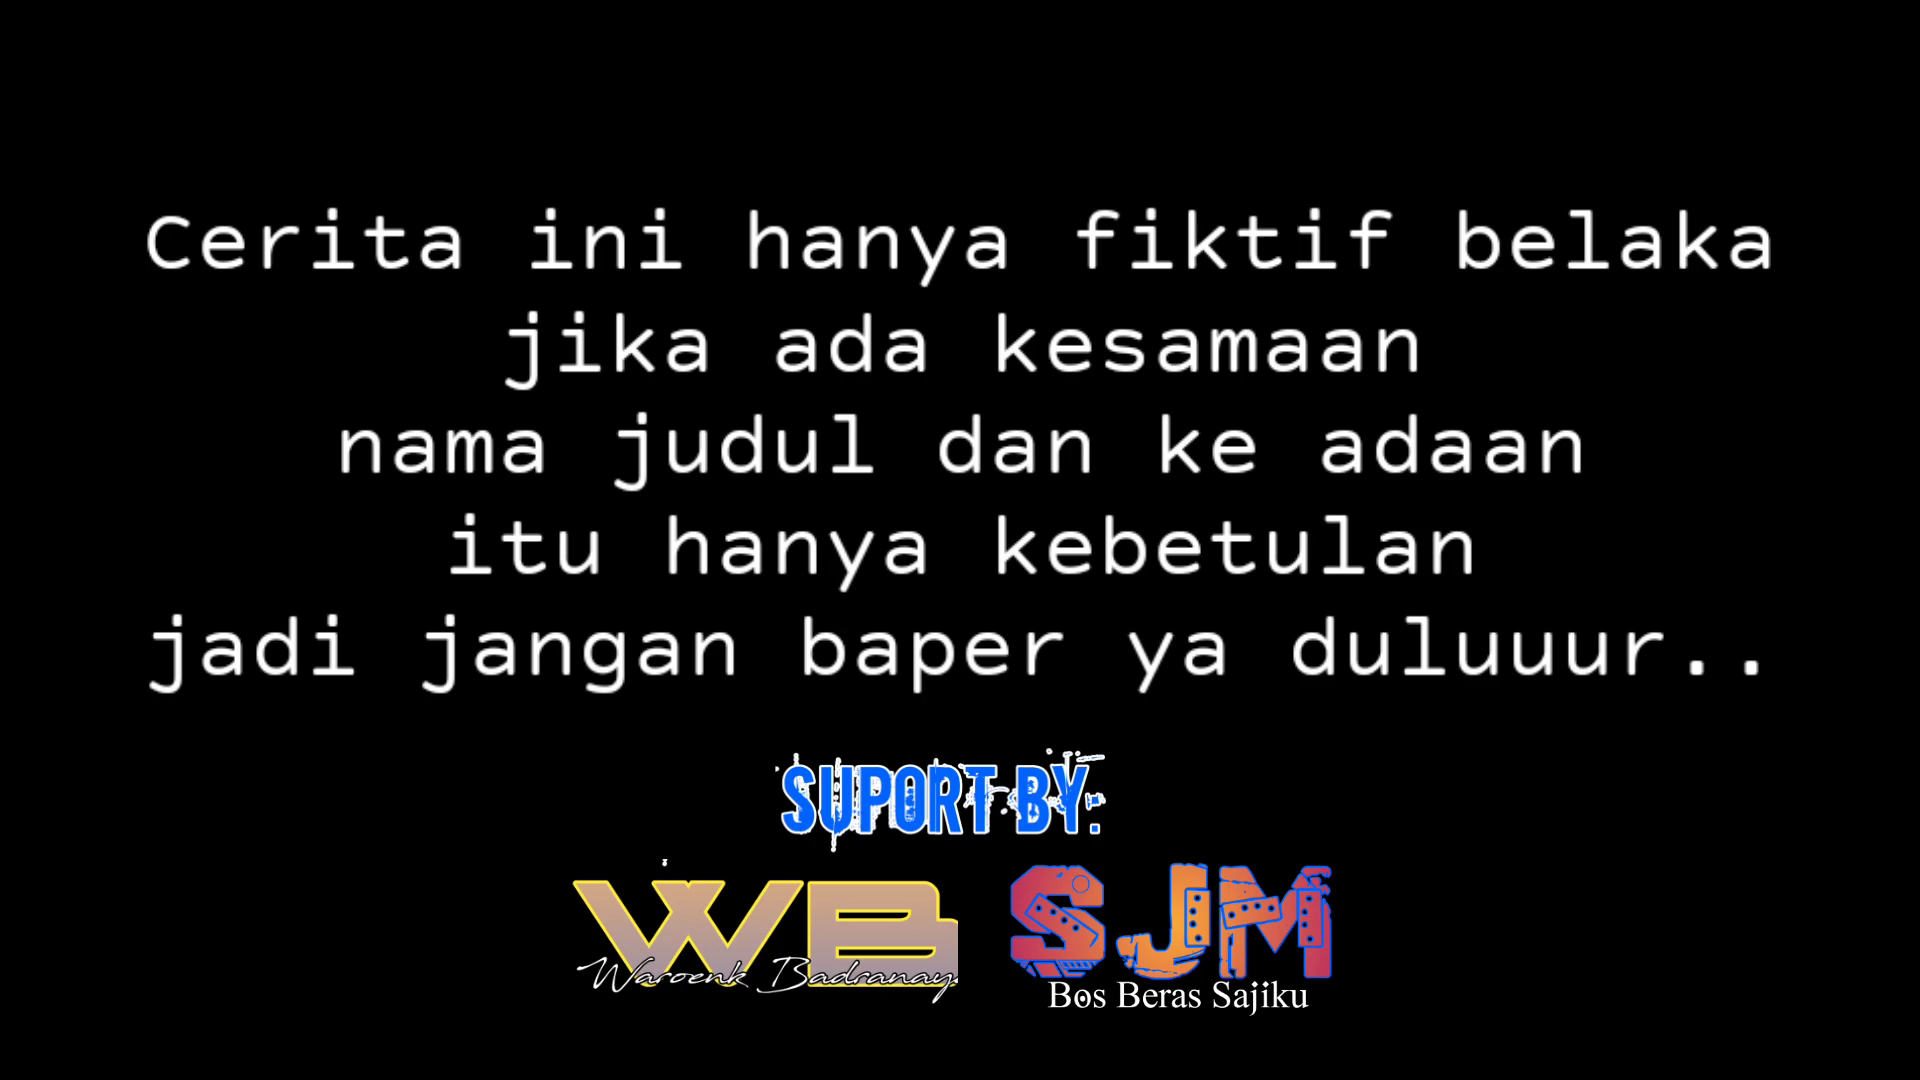 Cerita ini hanya fiktif belaka
jika ada kesamaan
nama judul dan ke adaan
itu hanya kebetulan
jadi jangan baper ya duluuur..
SUPORT BY:
WB SJM
Waroenk Badranay
Bos Beras Sajiku